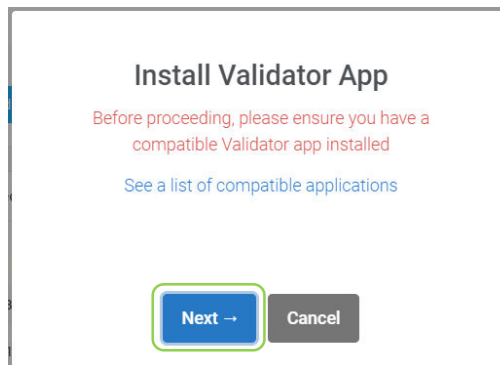 Install Validator App
Before proceeding, please ensure you have a
compatible Validator app installed
See a list of compatible applications
Next → Cancel